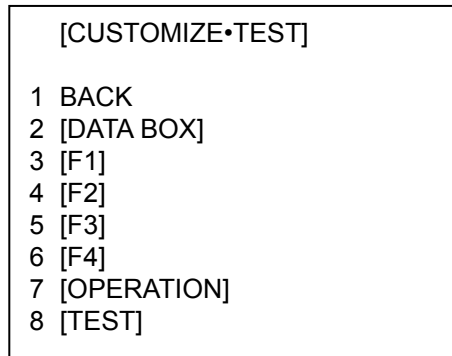 [CUSTOMIZE•TEST]
1 BACK
2 [DATA BOX]
3 [F1]
4 [F2]
5 [F3]
6 [F4]
7 [OPERATION]
8 [TEST]